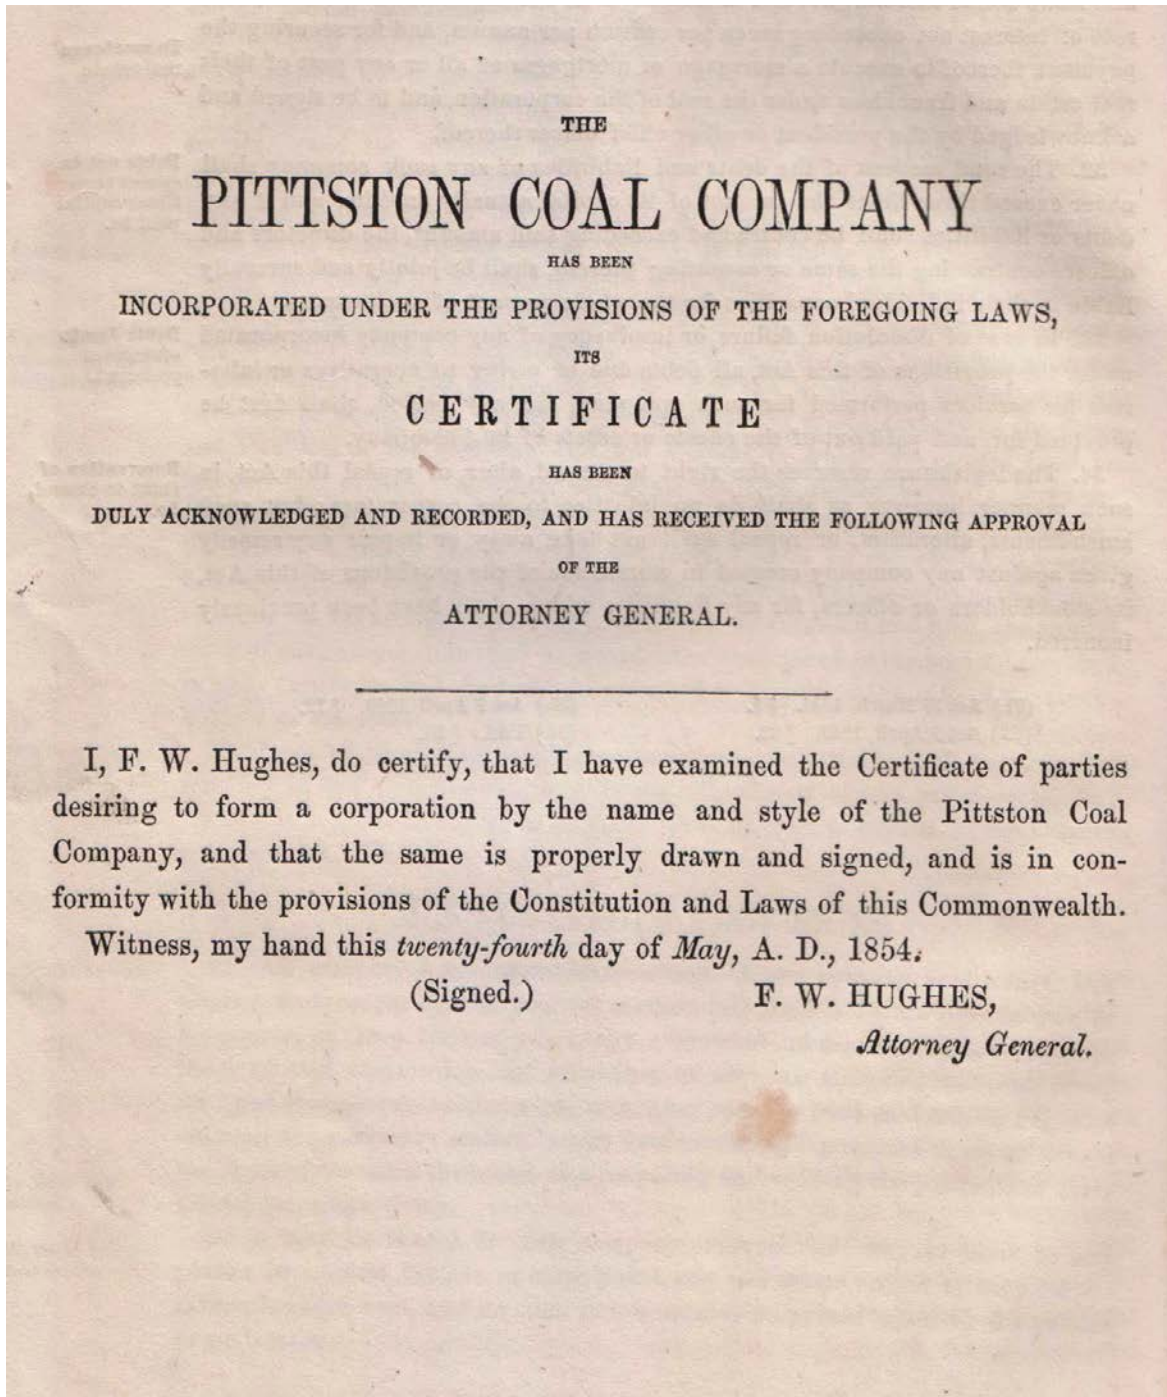 THE
PITTSTON COAL COMPANY
HAS BEEN
INCORPORATED UNDER THE PROVISIONS OF THE FOREGOING LAWS,
ITS
CERTIFICATE
HAS BEEN
DULY ACKNOWLEDGED AND RECORDED, AND HAS RECEIVED THE FOLLOWING APPROVAL
OF THE
ATTORNEY GENERAL.
I, F. W. Hughes, do certify, that I have examined the Certificate of parties
desiring to form a corporation by the name and style of the Pittston Coal
Company, and that the same is properly drawn and signed, and is in con-
formity with the provisions of the Constitution and Laws of this Commonwealth.
Witness, my hand this twenty-fourth day of May, A. D., 1854.
(Signed.) F. W. HUGHES,
Attorney General.